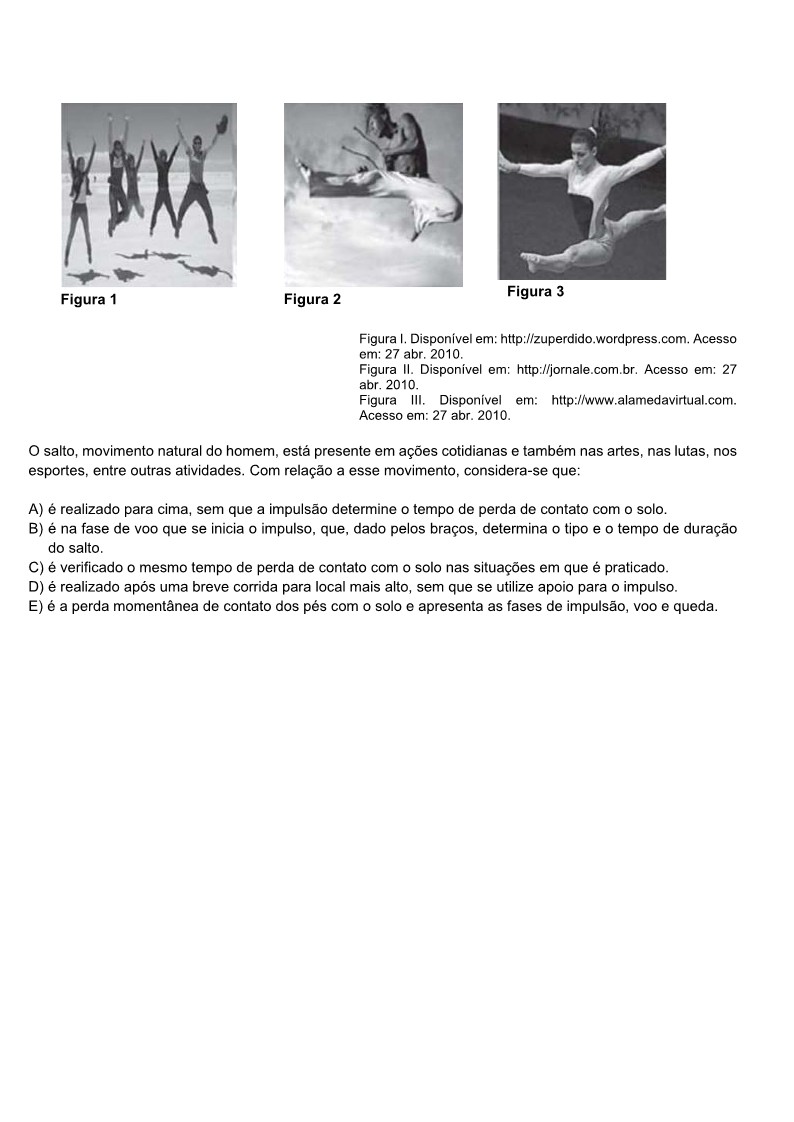 Figura 1
Figura 2
Figura 3
Figura I. Disponível em: http://zuperdido.wordpress.com. Acesso
em: 27 abr. 2010.
Figura II. Disponível em: http://jornale.com.br. Acesso em: 27
abr. 2010.
Figura III. Disponível em: http://www.alamedavirtual.com.
Acesso em: 27 abr. 2010.
O salto, movimento natural do homem, está presente em ações cotidianas e também nas artes, nas lutas, nos
esportes, entre outras atividades. Com relação a esse movimento, considera-se que:
A) é realizado para cima, sem que a impulsão determine o tempo de perda de contato com o solo.
B) é na fase de voo que se inicia o impulso, que, dado pelos braços, determina o tipo e o tempo de duração
do salto.
C) é verificado o mesmo tempo de perda de contato com o solo nas situações em que é praticado.
D) é realizado após uma breve corrida para local mais alto, sem que se utilize apoio para o impulso.
E) é a perda momentânea de contato dos pés com o solo e apresenta as fases de impulsão, voo e queda.